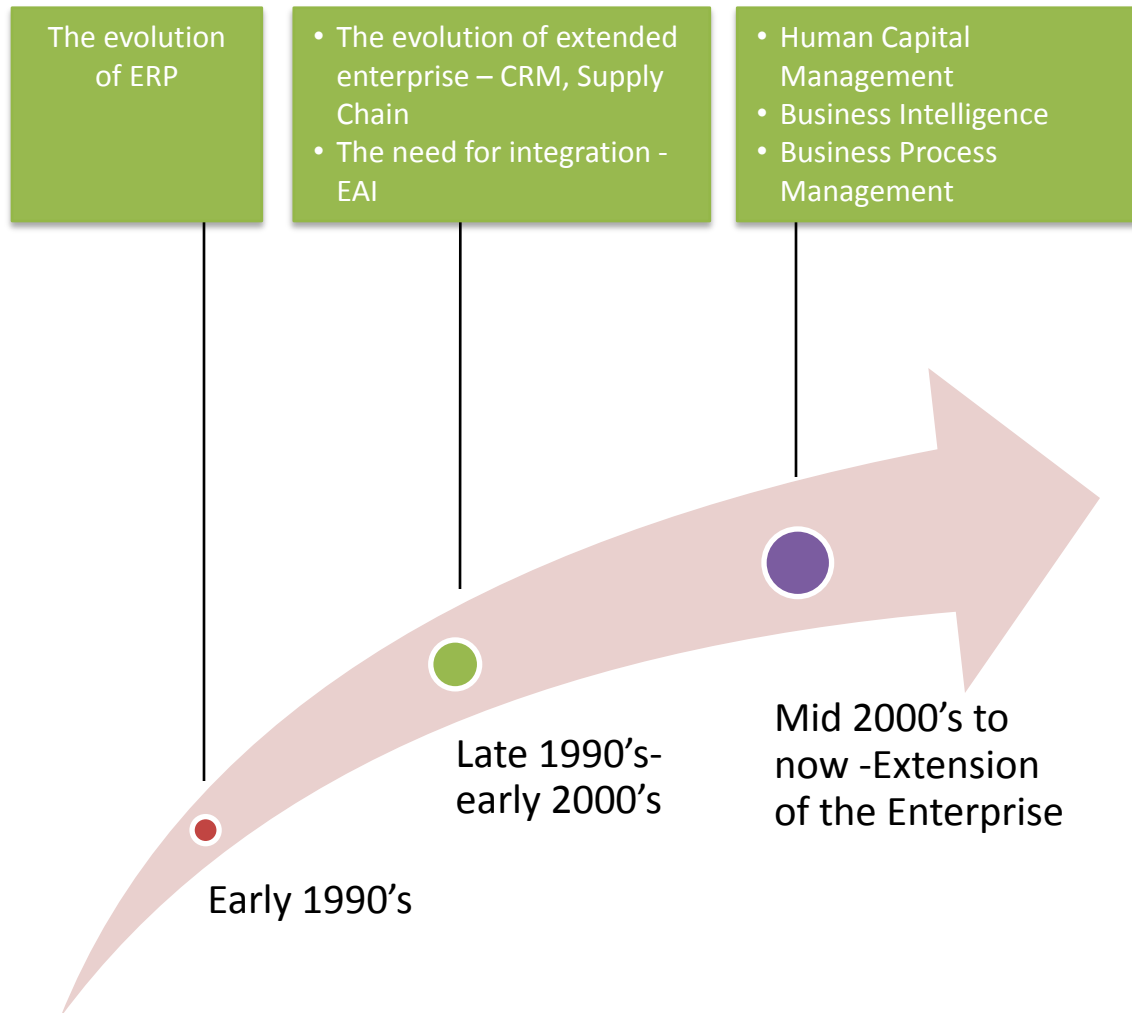 The evolution
of ERP
• The evolution of extended
enterprise – CRM, Supply
Chain
• The need for integration -
EAI
• Human Capital
Management
• Business Intelligence
• Business Process
Management
Early 1990’s
Late 1990’s-
early 2000’s
Mid 2000’s to
now -Extension
of the Enterprise